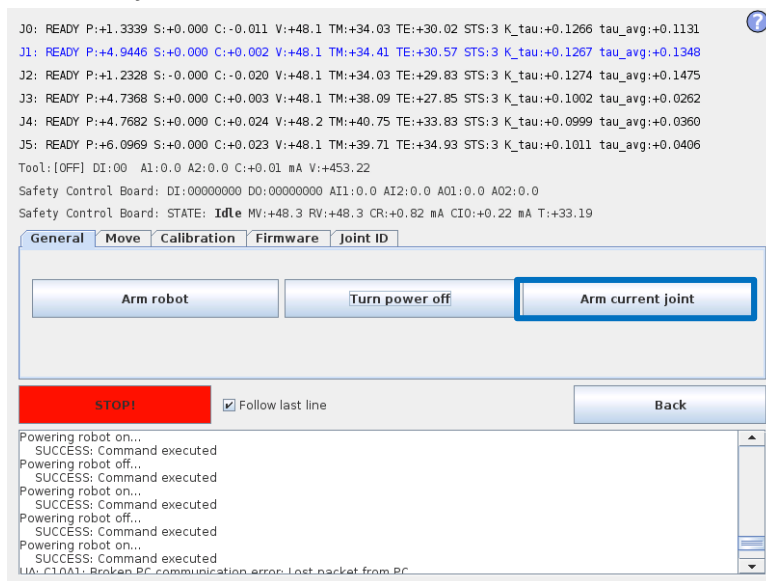 J0: READY P:+1.3339 S:+0.000 C:-0.011 V:+48.1 TM:+34.03 TE:+30.02 STS:3 K_tau:+0.1266 tau_avg:+0.1131
?
J1: READY P:+4.9446 S:+0.000 C:+0.002 V:+48.1 TM:+34.41 TE:+30.57 STS:3 K_tau:+0.1267 tau_avg:+0.1348
J2: READY P:+1.2328 S:-0.000 C:-0.020 V:+48.1 TM:+34.03 TE:+29.83 STS:3 K_tau:+0.1274 tau_avg:+0.1475
J3: READY P:+4.7368 S:+0.000 C:+0.003 V:+48.1 TM:+38.09 TE:+27.85 STS:3 K_tau:+0.1002 tau_avg:+0.0262
J4: READY P:+4.7682 S:+0.000 C:+0.024 V:+48.2 TM:+40.75 TE:+33.83 STS:3 K_tau:+0.0999 tau_avg:+0.0360
J5: READY P:+6.0969 S:+0.000 C:+0.023 V:+48.1 TM:+39.71 TE:+34.93 STS:3 K_tau:+0.1011 tau_avg:+0.0406
Tool:[OFF] DI:00 A1:0.0 A2:0.0 C:+0.01 mA V:+453.22
Safety Control Board: DI:00000000 DO:00000000 AI1:0.0 AI2:0.0 AO1:0.0 AO2:0.0
Safety Control Board: STATE: Idle MV:+48.3 RV:+48.3 CR:+0.82 mA CIO:+0.22 mA T:+33.19
General Move Calibration Firmware Joint ID
Arm robot Turn power off Arm current joint
STOP! Follow last line Back
Powering robot on...
SUCCESS: Command executed
Powering robot off...
SUCCESS: Command executed
Powering robot on...
SUCCESS: Command executed
Powering robot off...
SUCCESS: Command executed
Powering robot on...
SUCCESS: Command executed
UA: C10A1: Broken PC communication error: Lost packet from PC